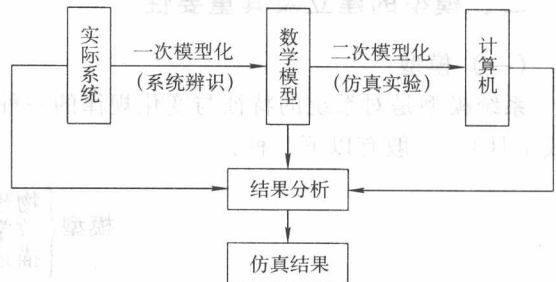 实际系统
一次模型化
(系统辨识)
数学模型
二次模型化
(仿真实验)
计算机
结果分析
仿真结果